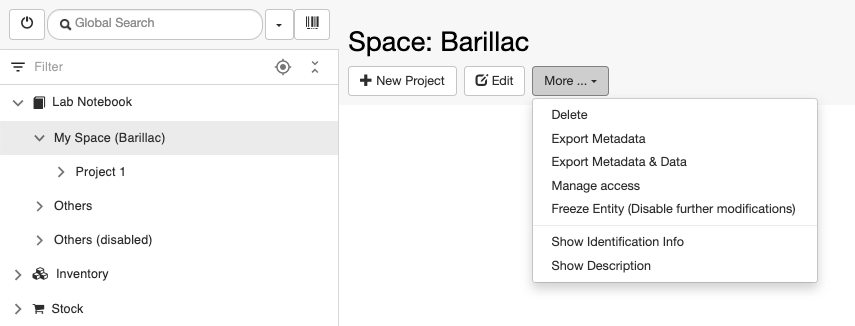 Global Search
Filter
Lab Notebook
My Space (Barillac)
Project 1
Others
Others (disabled)
Inventory
Stock
Space: Barillac
New Project
Edit
More ...
Delete
Export Metadata
Export Metadata & Data
Manage access
Freeze Entity (Disable further modifications)
Show Identification Info
Show Description